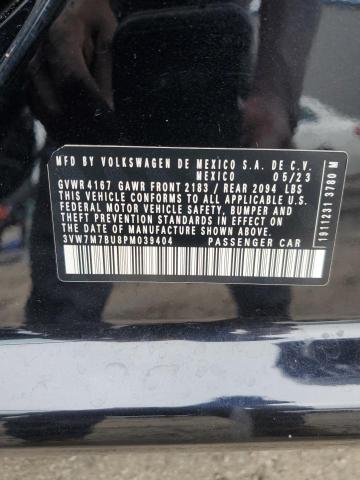 MFD BY VOLKSWAGEN DE MEXICO S.A. DE C.V.
MEXICO 05/23
GVWR 4167 GAWR FRONT 2183 / REAR 2094 LBS
THIS VEHICLE CONFORMS TO ALL APPLICABLE U.S.
FEDERAL MOTOR VEHICLE SAFETY, BUMPER AND
THEFT PREVENTION STANDARDS IN EFFECT ON
THE DATE OF MANUFACTURE SHOWN ABOVE.
3VW7M7BU8PM039404 PASSENGER CAR
1911231 3780 M